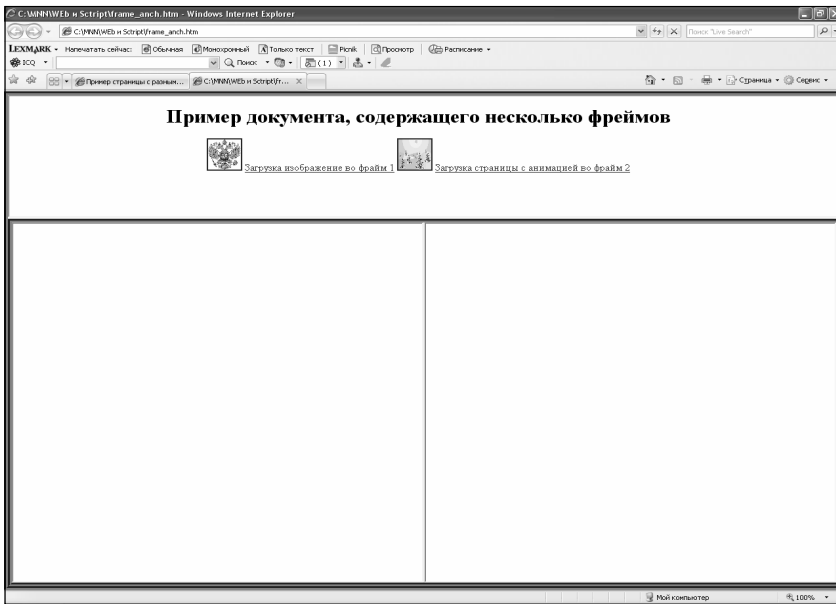 C:\MNN\WEb и Sctript\frame_anch.htm - Windows Internet Explorer
C:\MNN\WEb и Sctript\frame_anch.htm
Поиск "Live Search"
LEXMARK Напечатать сейчас: Обычная Монохромный Только текст Picnik Просмотр Расписание
ICQ Поиск (1)
Пример страницы с разным... C:\MNN\WEb и Sctript\fr... Страница Сервис
Пример документа, содержащего несколько фреймов
Загрузка изображение во фрайм 1 Загрузка страницы с анимацией во фрайм 2
Мой компьютер 100%